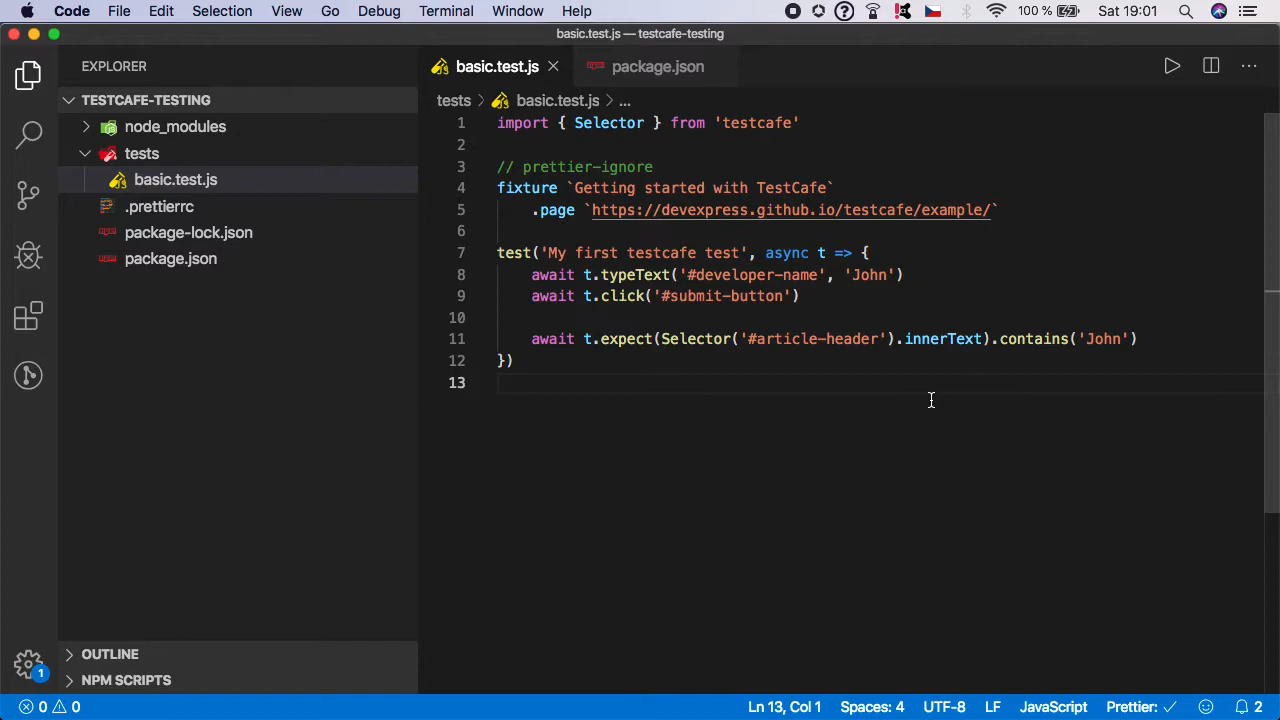 Code File Edit Selection View Go Debug Terminal Window Help 100 % Sat 19:01
basic.test.js — testcafe-testing
EXPLORER
TESTCAFE-TESTING
node_modules
tests
basic.test.js
.prettierrc
package-lock.json
package.json
OUTLINE
NPM SCRIPTS
1
basic.test.js package.json
tests basic.test.js ...
1 import { Selector } from 'testcafe'
2
3 // prettier-ignore
4 fixture `Getting started with TestCafe`
5 .page `https://devexpress.github.io/testcafe/example/`
6
7 test('My first testcafe test', async t => {
8 await t.typeText('#developer-name', 'John')
9 await t.click('#submit-button')
10
11 await t.expect(Selector('#article-header').innerText).contains('John')
12 })
13
0 0 Ln 13, Col 1 Spaces: 4 UTF-8 LF JavaScript Prettier: ✓ 2